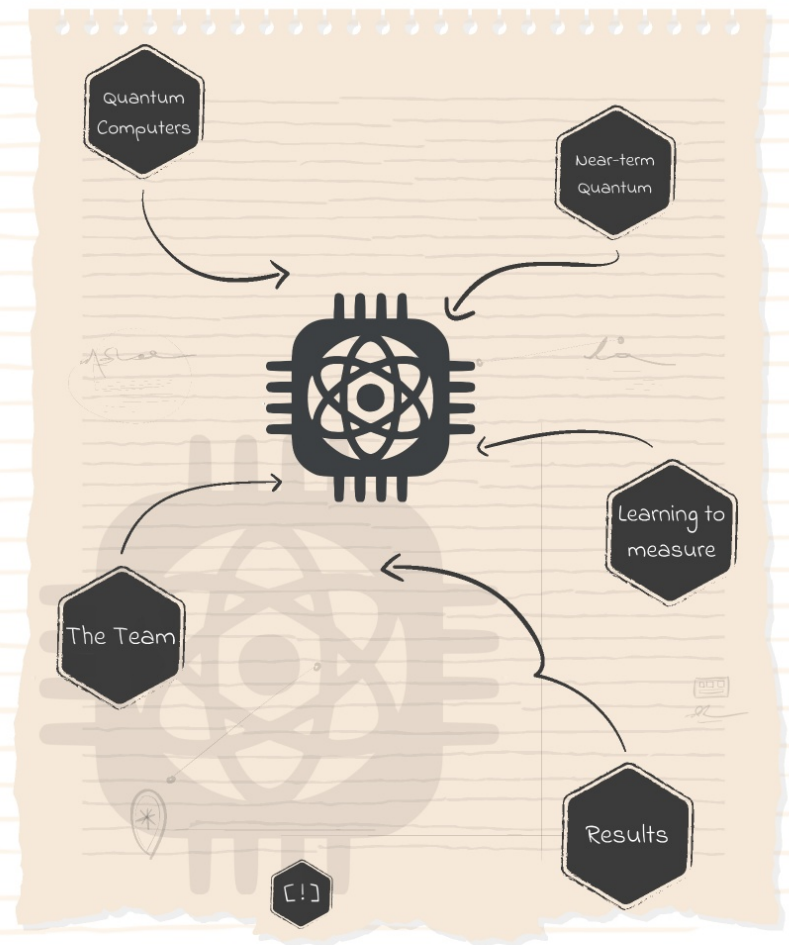 Quantum
Computers
Near-term
Quantum
Learning to
measure
The Team
Results
[!]